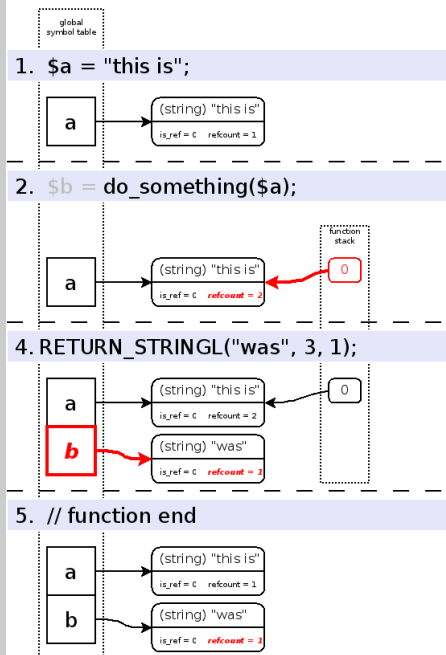 global
symbol table
1. $a = "this is";
a
(string) "this is"
is_ref = 0 refcount = 1
2. $b = do_something($a);
function
stack
a
(string) "this is"
0
is_ref = 0 refcount = 2
4. RETURN_STRINGL("was", 3, 1);
a
(string) "this is"
0
is_ref = 0 refcount = 2
b
(string) "was"
is_ref = 0 refcount = 1
5. // function end
a
(string) "this is"
is_ref = 0 refcount = 1
b
(string) "was"
is_ref = 0 refcount = 1